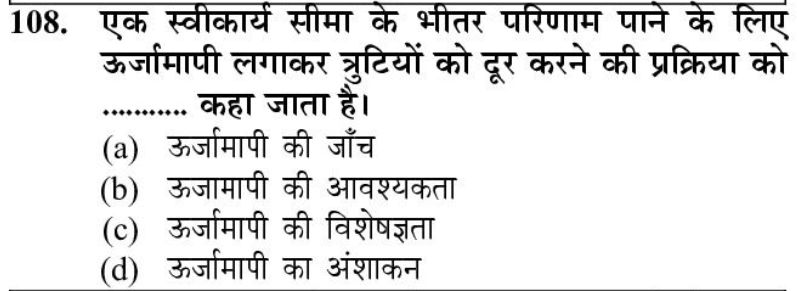 108. एक स्वीकार्य सीमा के भीतर परिणाम पाने के लिए
ऊर्जामापी लगाकर त्रुटियों को दूर करने की प्रक्रिया को
............ कहा जाता है।
(a) ऊर्जामापी की जाँच
(b) ऊजामापी की आवश्यकता
(c) ऊर्जामापी की विशेषज्ञता
(d) ऊर्जामापी का अंशाकन